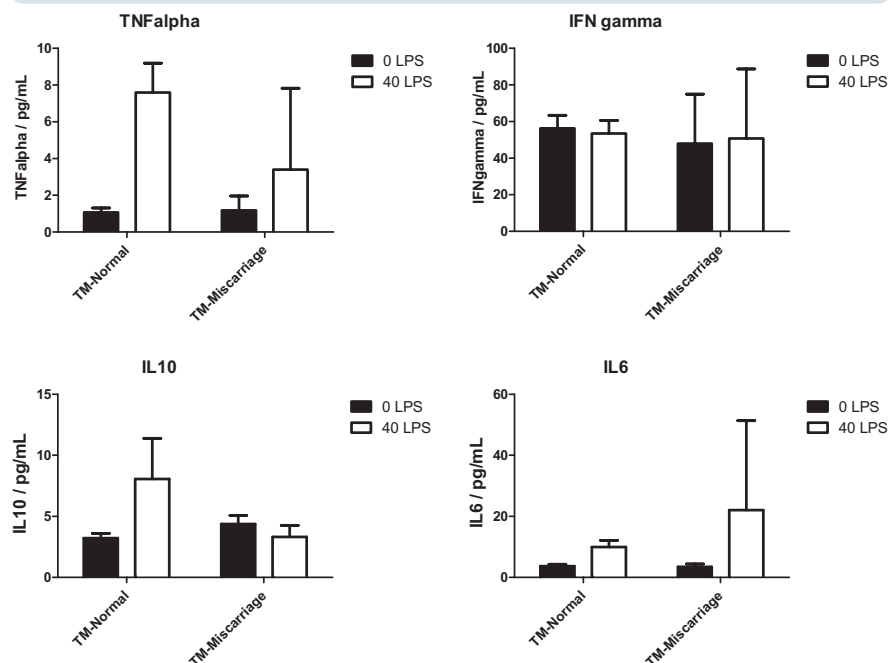 TNFalpha
TNFalpha / pg/mL
10
8
6
4
2
0
TM-Normal
TM-Miscarriage
0 LPS
40 LPS
IFN gamma
IFNgamma / pg/mL
100
80
60
40
20
0
TM-Normal
TM-Miscarriage
0 LPS
40 LPS
IL10
IL10 / pg/mL
15
10
5
0
TM-Normal
TM-Miscarriage
0 LPS
40 LPS
IL6
IL6 / pg/mL
60
40
20
0
TM-Normal
TM-Miscarriage
0 LPS
40 LPS